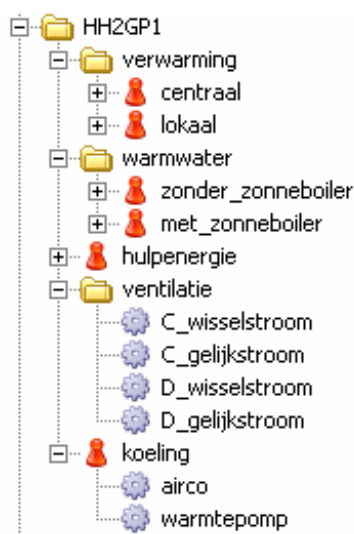 HH2GP1
verwarming
centraal
lokaal
warmwater
zonder_zonneboiler
met_zonneboiler
hulpenergie
ventilatie
C_wisselstroom
C_gelijkstroom
D_wisselstroom
D_gelijkstroom
koeling
airco
warmtepomp